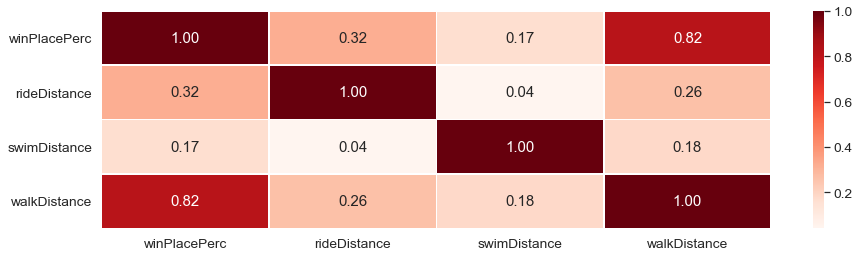 winPlacePerc 1.00 0.32 0.17 0.82
rideDistance 0.32 1.00 0.04 0.26
swimDistance 0.17 0.04 1.00 0.18
walkDistance 0.82 0.26 0.18 1.00
winPlacePerc rideDistance swimDistance walkDistance
1.0
0.8
0.6
0.4
0.2